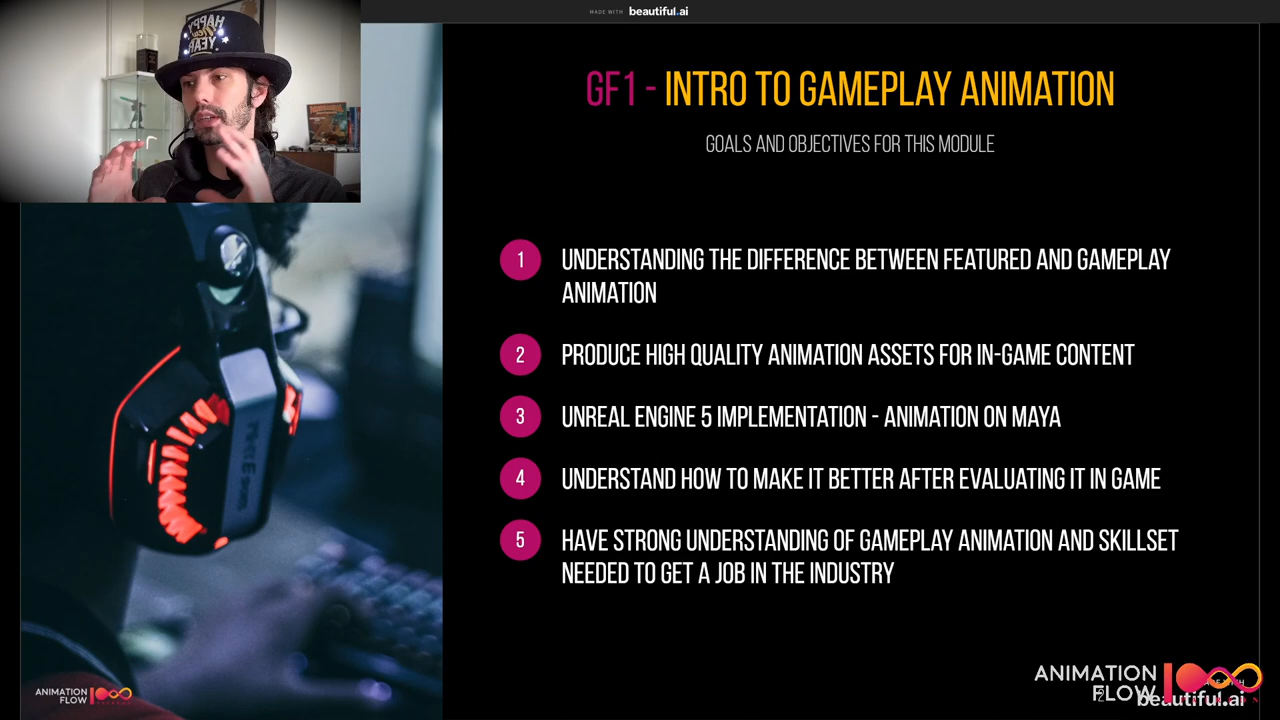 HAPPY
New
YEAR
MADE WITH beautiful.ai
GF1 - INTRO TO GAMEPLAY ANIMATION
GOALS AND OBJECTIVES FOR THIS MODULE
1 UNDERSTANDING THE DIFFERENCE BETWEEN FEATURED AND GAMEPLAY
ANIMATION
2 PRODUCE HIGH QUALITY ANIMATION ASSETS FOR IN-GAME CONTENT
3 UNREAL ENGINE 5 IMPLEMENTATION - ANIMATION ON MAYA
4 UNDERSTAND HOW TO MAKE IT BETTER AFTER EVALUATING IT IN GAME
5 HAVE STRONG UNDERSTANDING OF GAMEPLAY ANIMATION AND SKILLSET
NEEDED TO GET A JOB IN THE INDUSTRY
ANIMATION
FLOW
ANIMATION
FLOW
2
beautiful.ai